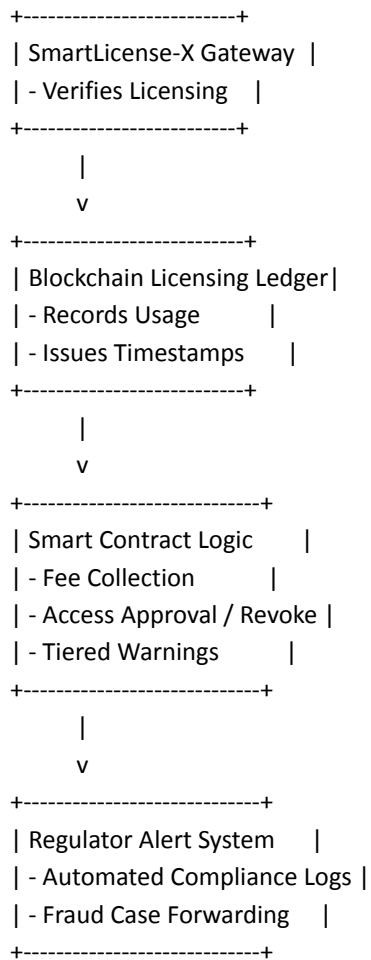 +--------------------------+
| SmartLicense-X Gateway |
| - Verifies Licensing |
+--------------------------+
|
v
+---------------------------+
| Blockchain Licensing Ledger|
| - Records Usage |
| - Issues Timestamps |
+---------------------------+
|
v
+-----------------------------+
| Smart Contract Logic |
| - Fee Collection |
| - Access Approval / Revoke |
| - Tiered Warnings |
+-----------------------------+
|
v
+-----------------------------+
| Regulator Alert System |
| - Automated Compliance Logs |
| - Fraud Case Forwarding |
+-----------------------------+